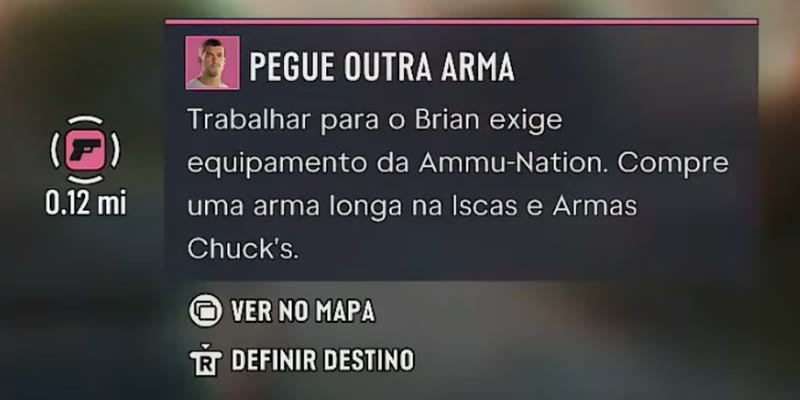 PEGUE OUTRA ARMA
Trabalhar para o Brian exige
equipamento da Ammu-Nation. Compre
uma arma longa na Iscas e Armas
Chuck's.
0.12 mi
VER NO MAPA
R DEFINIR DESTINO